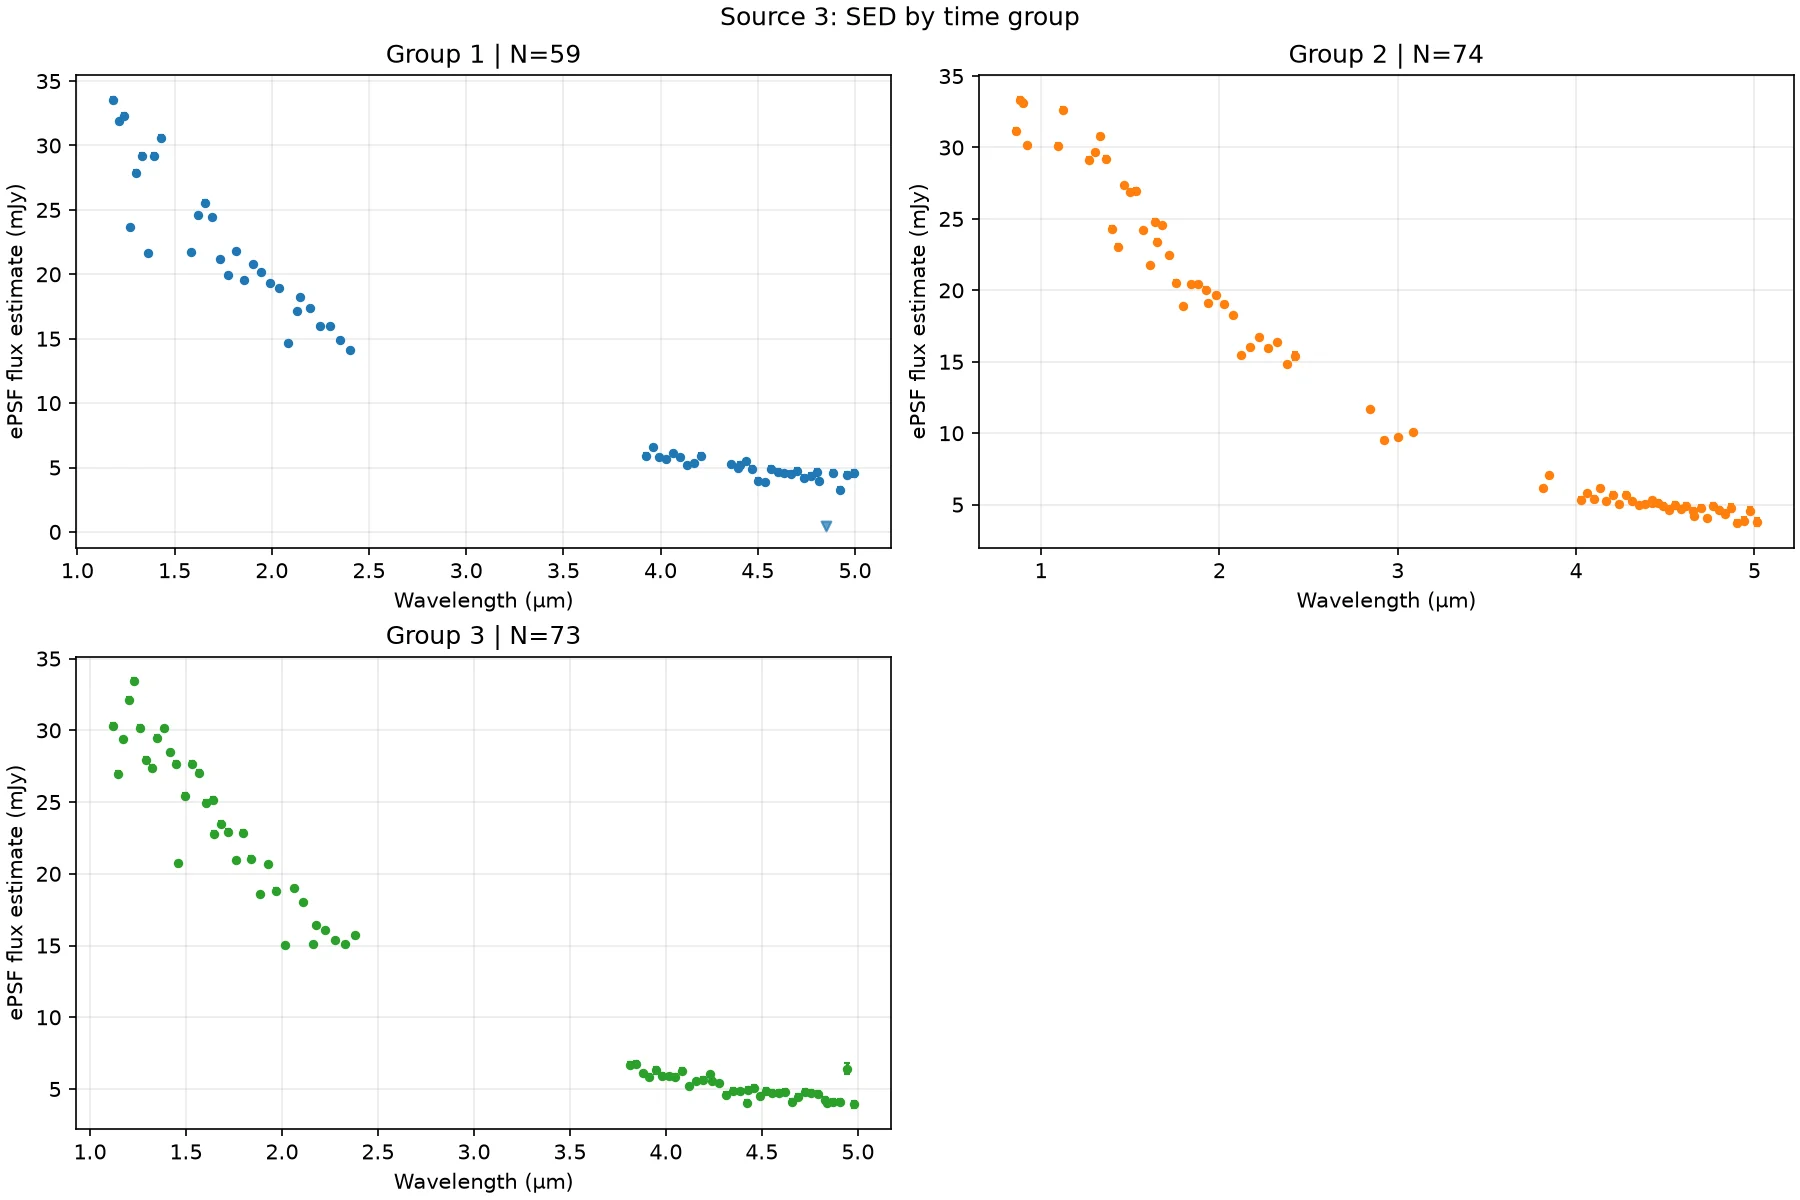 Source 3: SED by time group
Group 1 | N=59
35
30
25
20
15
10
5
0
ePSF flux estimate (mJy)
1.0 1.5 2.0 2.5 3.0 3.5 4.0 4.5 5.0
Wavelength (μm)
Group 2 | N=74
35
30
25
20
15
10
5
ePSF flux estimate (mJy)
1 2 3 4 5
Wavelength (μm)
Group 3 | N=73
35
30
25
20
15
10
5
ePSF flux estimate (mJy)
1.0 1.5 2.0 2.5 3.0 3.5 4.0 4.5 5.0
Wavelength (μm)